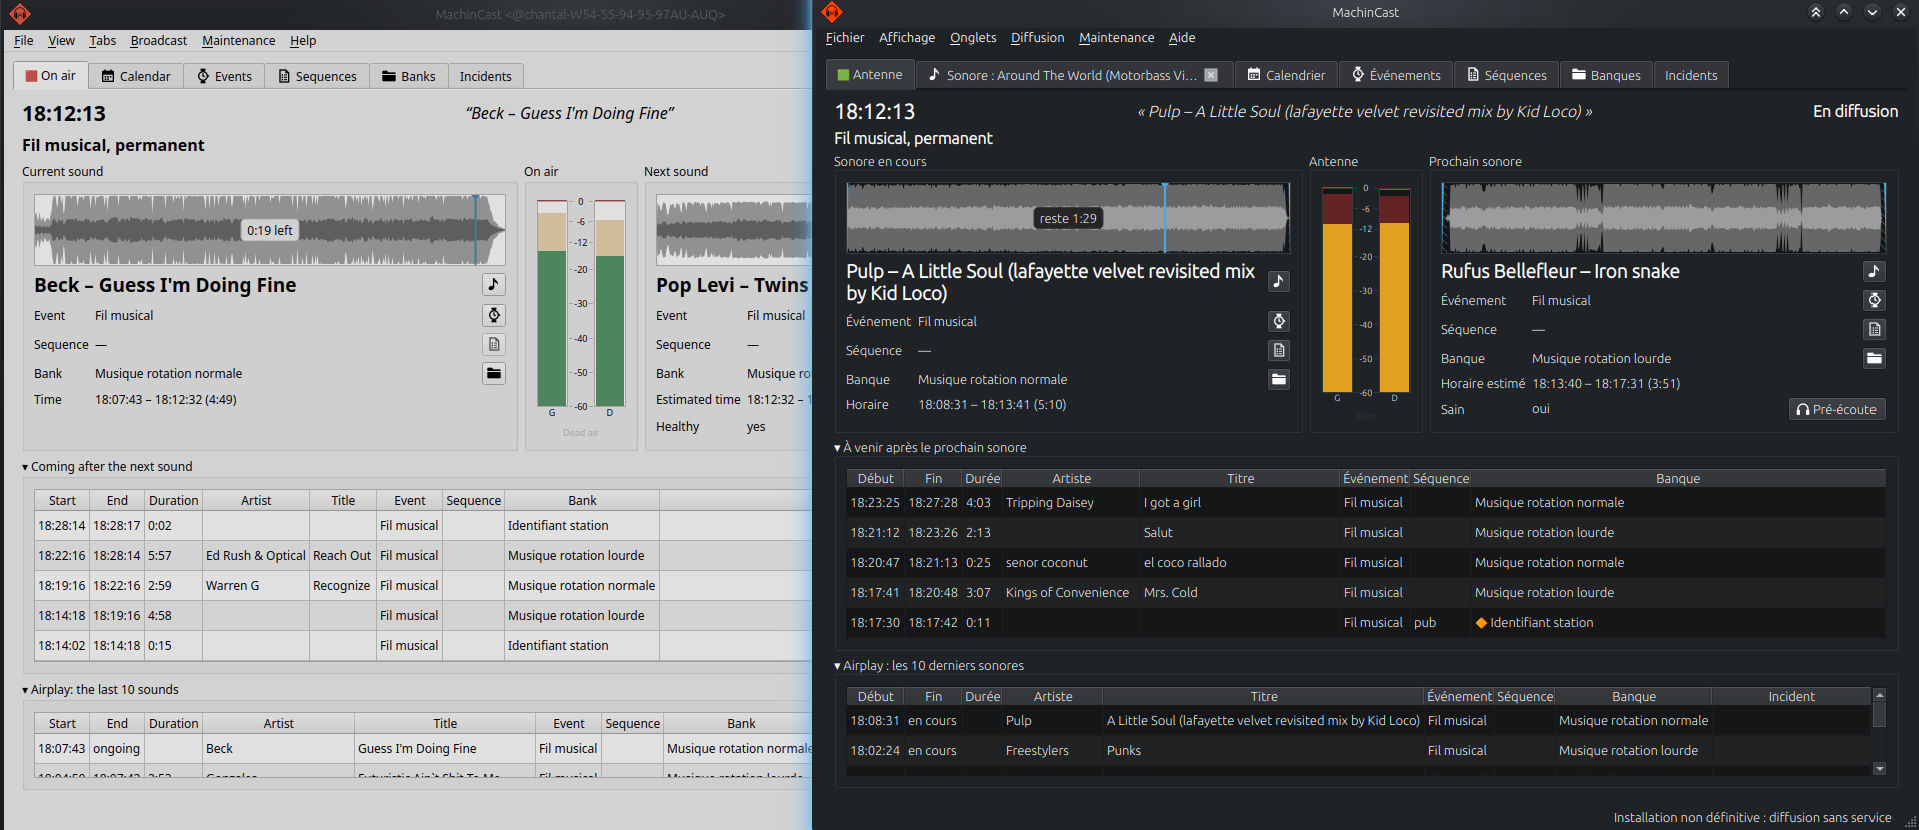 MachinCast <@chantal-W54-55-94-95-97AU-AUQ>
File View Tabs Broadcast Maintenance Help
On air Calendar Events Sequences Banks Incidents
18:12:13 “Beck – Guess I'm Doing Fine”
Fil musical, permanent
Current sound On air Next sound
0:19 left
0
-6
-12
-20
-30
-40
-50
-60
G D
Dead air
Beck – Guess I'm Doing Fine
Event Fil musical
Sequence —
Bank Musique rotation normale
Time 18:07:43 – 18:12:32 (4:49)
Pop Levi – Twins
Event Fil musical
Sequence —
Bank Musique ro
Estimated time 18:12:32 – 1
Healthy yes
▾ Coming after the next sound
Start End Duration Artist Title Event Sequence Bank
18:28:14 18:28:17 0:02 Fil musical Identifiant station
18:22:16 18:28:14 5:57 Ed Rush & Optical Reach Out Fil musical Musique rotation lourde
18:19:16 18:22:16 2:59 Warren G Recognize Fil musical Musique rotation normale
18:14:18 18:19:16 4:58 Fil musical Musique rotation lourde
18:14:02 18:14:18 0:15 Fil musical Identifiant station
▾ Airplay: the last 10 sounds
Start End Duration Artist Title Event Sequence Bank
18:07:43 ongoing Beck Guess I'm Doing Fine Fil musical Musique rotation normale
MachinCast
Fichier Affichage Onglets Diffusion Maintenance Aide
Antenne Sonore : Around The World (Motorbass Vi... Calendrier Événements Séquences Banques Incidents
18:12:13 « Pulp – A Little Soul (lafayette velvet revisited mix by Kid Loco) » En diffusion
Fil musical, permanent
Sonore en cours Antenne Prochain sonore
reste 1:29
0
-6
-12
-20
-30
-40
-50
-60
G D
Blanc
Pulp – A Little Soul (lafayette velvet revisited mix
by Kid Loco)
Événement Fil musical
Séquence —
Banque Musique rotation normale
Horaire 18:08:31 – 18:13:41 (5:10)
Rufus Bellefleur – Iron snake
Événement Fil musical
Séquence —
Banque Musique rotation lourde
Horaire estimé 18:13:40 – 18:17:31 (3:51)
Sain oui Pré-écoute
▾ À venir après le prochain sonore
Début Fin Durée Artiste Titre Événement Séquence Banque
18:23:25 18:27:28 4:03 Tripping Daisey I got a girl Fil musical Musique rotation normale
18:21:12 18:23:26 2:13 Salut Fil musical Musique rotation lourde
18:20:47 18:21:13 0:25 senor coconut el coco rallado Fil musical Musique rotation normale
18:17:41 18:20:48 3:07 Kings of Convenience Mrs. Cold Fil musical Musique rotation lourde
18:17:30 18:17:42 0:11 Fil musical pub Identifiant station
▾ Airplay : les 10 derniers sonores
Début Fin Durée Artiste Titre Événement Séquence Banque Incident
18:08:31 en cours Pulp A Little Soul (lafayette velvet revisited mix by Kid Loco) Fil musical Musique rotation normale
18:02:24 en cours Freestylers Punks Fil musical Musique rotation lourde
Installation non définitive : diffusion sans service